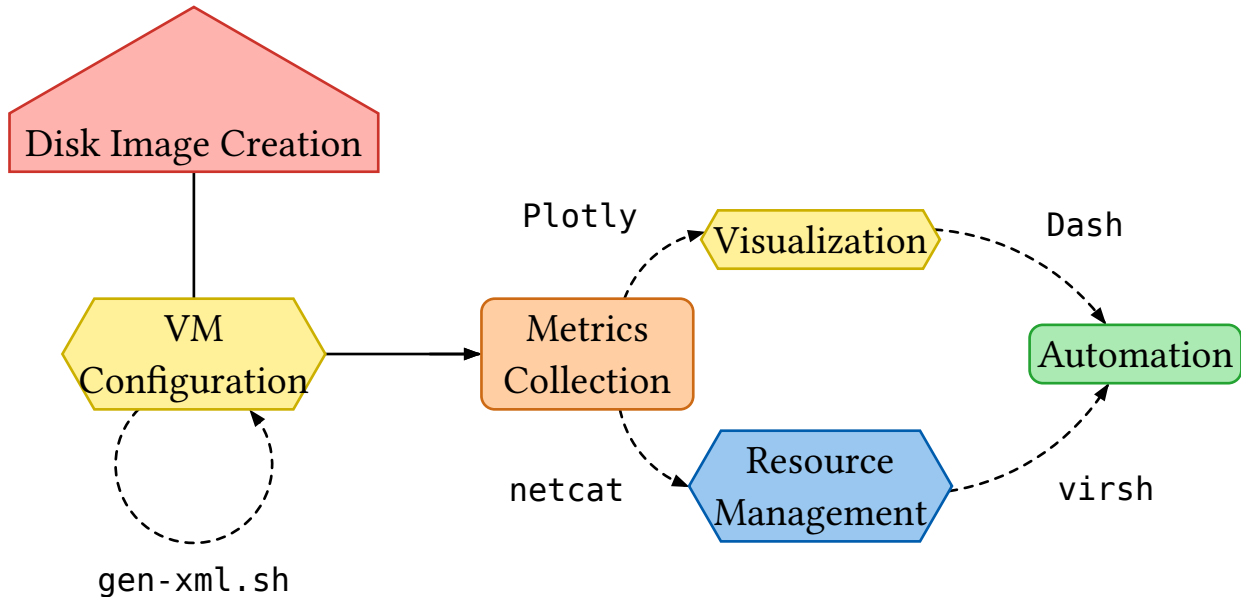 Disk Image Creation
Plotly
Visualization
Dash
VM
Configuration
Metrics
Collection
Automation
netcat
Resource
Management
virsh
gen-xml.sh